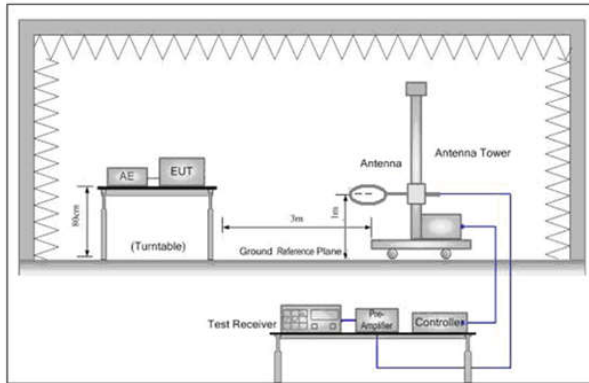 Antenna
Antenna Tower
AE
EUT
80cm
(Turntable)
3m
1m
Ground Reference Plane
Test Receiver
Pre-
Amplifier
Controller